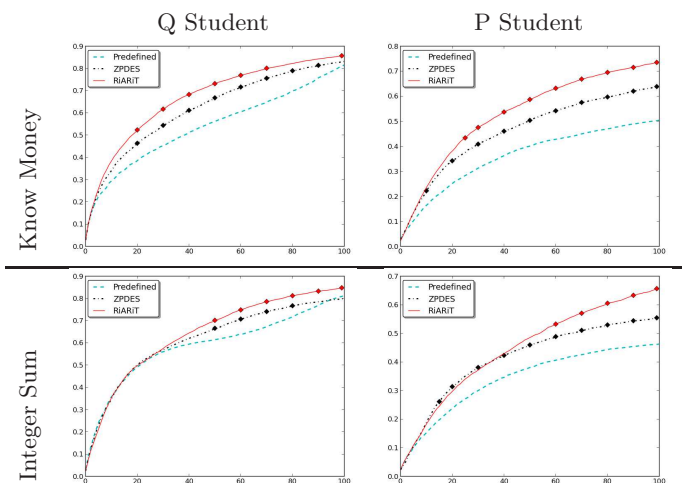 Q Student
P Student
Know Money
0.9
0.8
0.7
0.6
0.5
0.4
0.3
0.2
0.1
0.0
0 20 40 60 80 100
Predefined
ZPDES
RiARiT
0.8
0.7
0.6
0.5
0.4
0.3
0.2
0.1
0.0
0 20 40 60 80 100
Predefined
ZPDES
RiARiT
Integer Sum
0.9
0.8
0.7
0.6
0.5
0.4
0.3
0.2
0.1
0.0
0 20 40 60 80 100
Predefined
ZPDES
RiARiT
0.7
0.6
0.5
0.4
0.3
0.2
0.1
0.0
0 20 40 60 80 100
Predefined
ZPDES
RiARiT